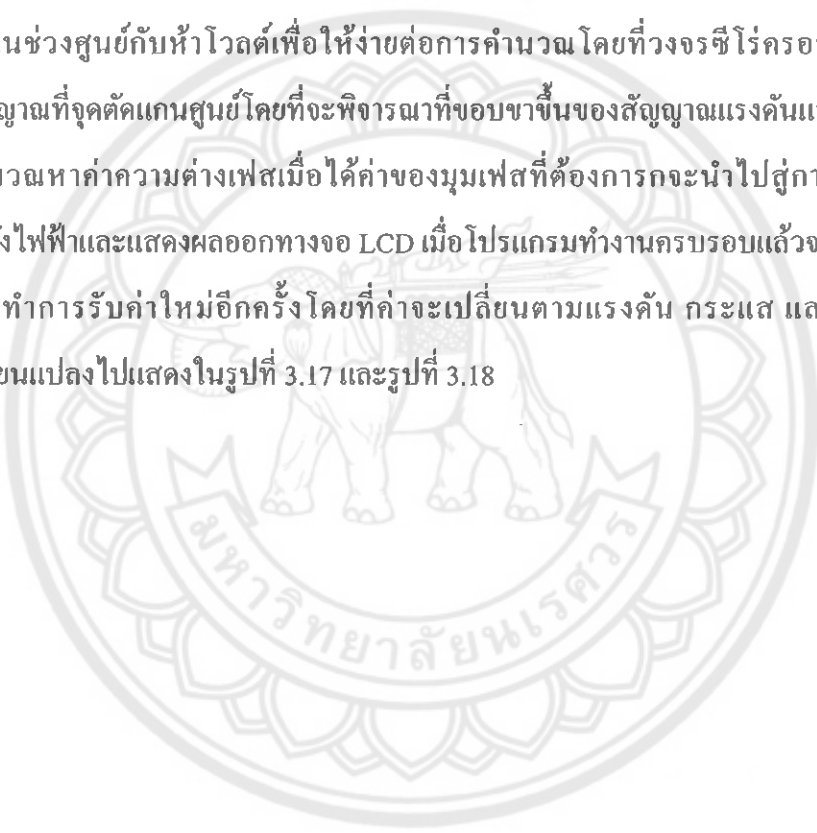 นช่วงศูนย์กับห้าโวลต์เพื่อให้ง่ายต่อการคำนวณโดยที่วงจรซีโร่ครอ
ญาณที่จุดตัดแกนศูนย์โดยที่จะพิจารณาที่ขอบขาขึ้นของสัญญาณแรงดันแ
วณหาค่าความต่างเฟสเมื่อได้ค่าของมุมเฟสที่ต้องการกจะนำไปสู่กา
ังไฟฟ้าและแสดงผลออกทางจอ LCD เมื่อโปรแกรมทำงานครบรอบแล้วจ
ทำการรับค่าใหม่อีกครั้งโดยที่ค่าจะเปลี่ยนตามแรงดัน กระแส แล
ยนแปลงไปแสดงในรูปที่ 3.17 และรูปที่ 3.18
มหาวิทยาลัยนเรศวร